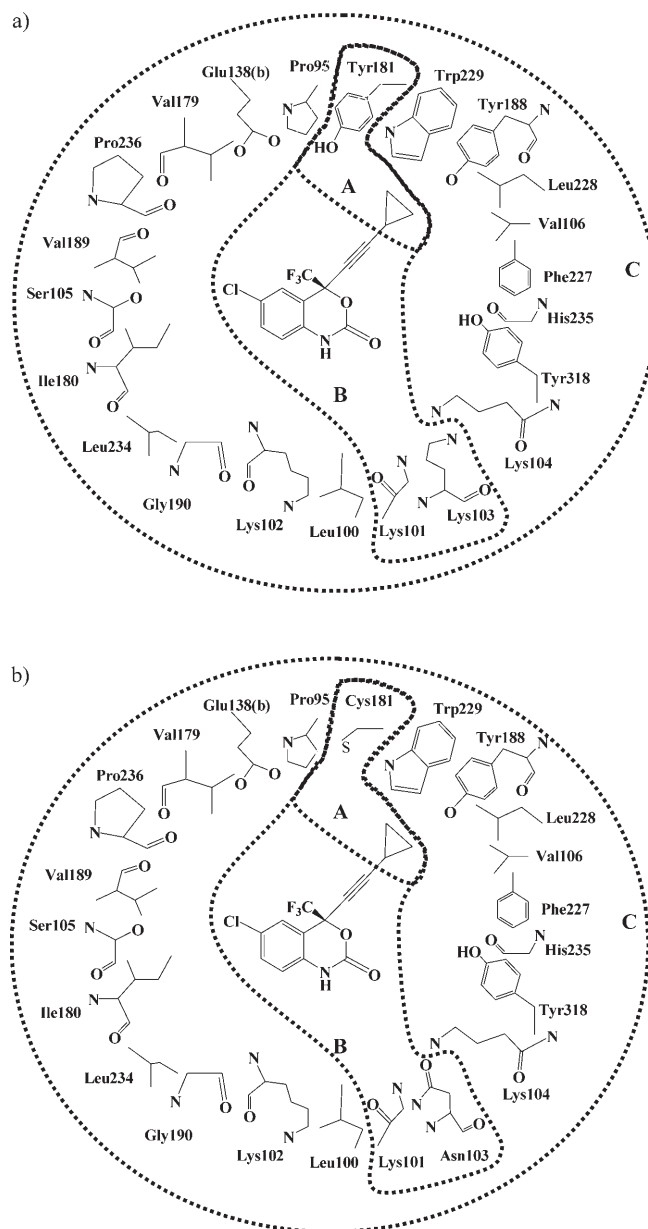 a)
Pro95
Tyr181
Glu138(b)
Trp229
Val179
Tyr188
Pro236
N
N
N
HO
O
O
O
O
O
N
O
A
Leu228
Val189
O
Val106
F3C
C
Cl
Phe227
Ser105
N
O
O
O
N
H
O
O
N
His235
HO
Ile180
N
O
Tyr318
B
N
N
Leu234
N
O
Lys104
N
O
N
O
N
N
O
N
Gly190
Lys102
Leu100
Lys101
Lys103
O
b)
Pro95
Cys181
Glu138(b)
Trp229
Val179
Tyr188
Pro236
N
N
S
N
O
O
O
O
O
N
O
A
Leu228
Val189
O
Val106
F3C
C
Cl
Phe227
Ser105
N
O
O
O
N
H
O
O
N
His235
HO
Ile180
N
O
Tyr318
B
N
N
O
O
Leu234
N
O
Lys104
N
O
N
O
N
N
N
O
Gly190
Lys102
Leu100
Lys101
Asn103